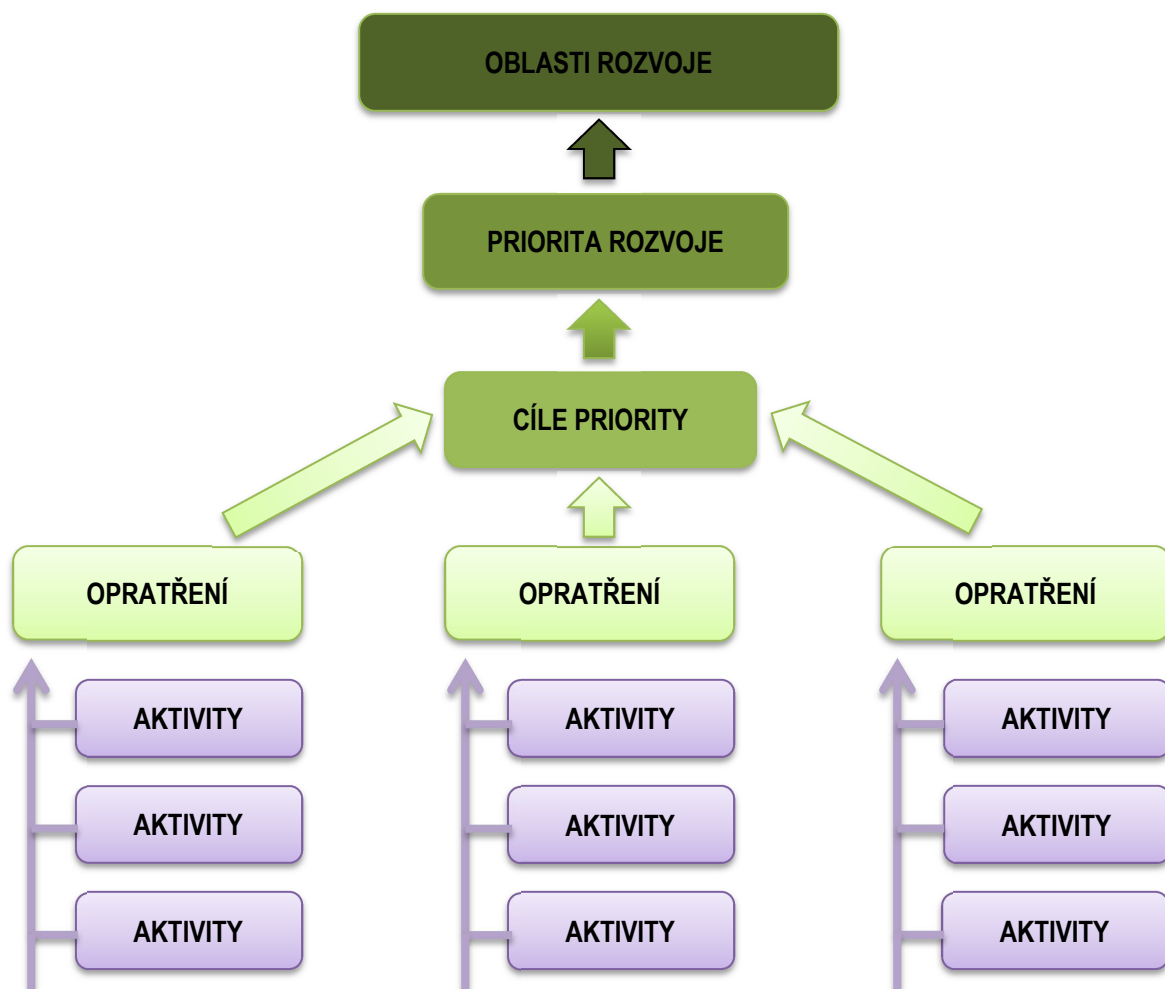 OBLASTI ROZVOJE
PRIORITA ROZVOJE
CÍLE PRIORITY
OPRATŘENÍ
OPRATŘENÍ
OPRATŘENÍ
AKTIVITY
AKTIVITY
AKTIVITY
AKTIVITY
AKTIVITY
AKTIVITY
AKTIVITY
AKTIVITY
AKTIVITY